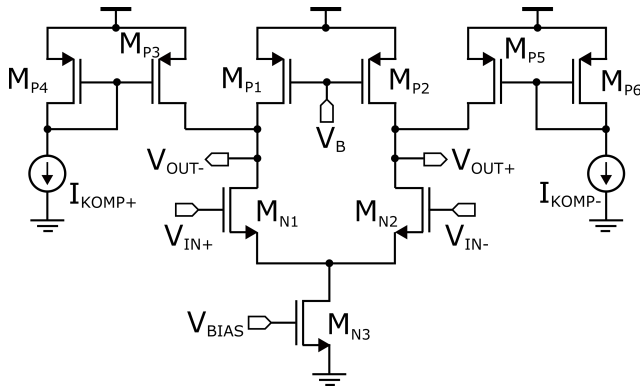 MP4
MP3
MP1
MP2
MP5
MP6
VB
VOUT-
VOUT+
IKOMP+
IKOMP-
VIN+
MN1
MN2
VIN-
VBIAS
MN3